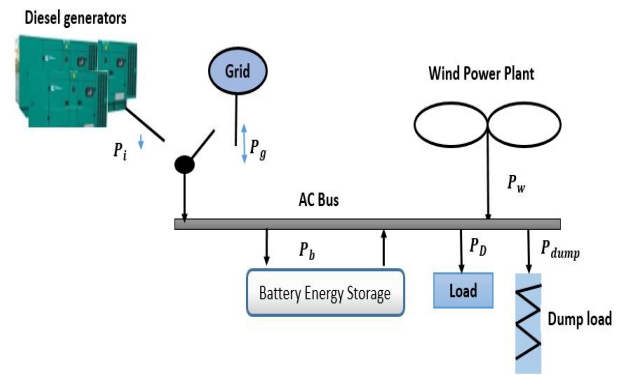 Diesel generators
Grid
Wind Power Plant
P_i
P_g
P_w
AC Bus
P_b
P_D
P_dump
Battery Energy Storage
Load
Dump load